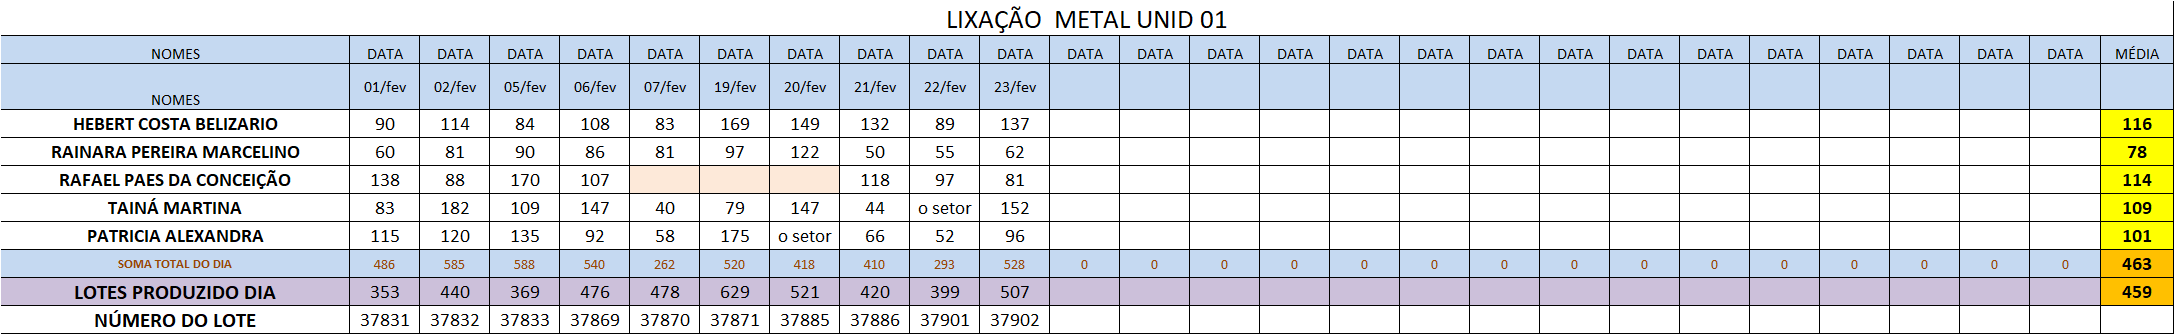 LIXAÇÃO METAL UNID 01
NOMES DATA DATA DATA DATA DATA DATA DATA DATA DATA DATA DATA DATA DATA DATA DATA DATA DATA DATA DATA DATA DATA DATA DATA DATA DATA MÉDIA
NOMES 01/fev 02/fev 05/fev 06/fev 07/fev 19/fev 20/fev 21/fev 22/fev 23/fev
HEBERT COSTA BELIZARIO 90 114 84 108 83 169 149 132 89 137 116
RAINARA PEREIRA MARCELINO 60 81 90 86 81 97 122 50 55 62 78
RAFAEL PAES DA CONCEIÇÃO 138 88 170 107 118 97 81 114
TAINÁ MARTINA 83 182 109 147 40 79 147 44 o setor 152 109
PATRICIA ALEXANDRA 115 120 135 92 58 175 o setor 66 52 96 101
SOMA TOTAL DO DIA 486 585 588 540 262 520 418 410 293 528 0 0 0 0 0 0 0 0 0 0 0 0 0 0 0 463
LOTES PRODUZIDO DIA 353 440 369 476 478 629 521 420 399 507 459
NÚMERO DO LOTE 37831 37832 37833 37869 37870 37871 37885 37886 37901 37902